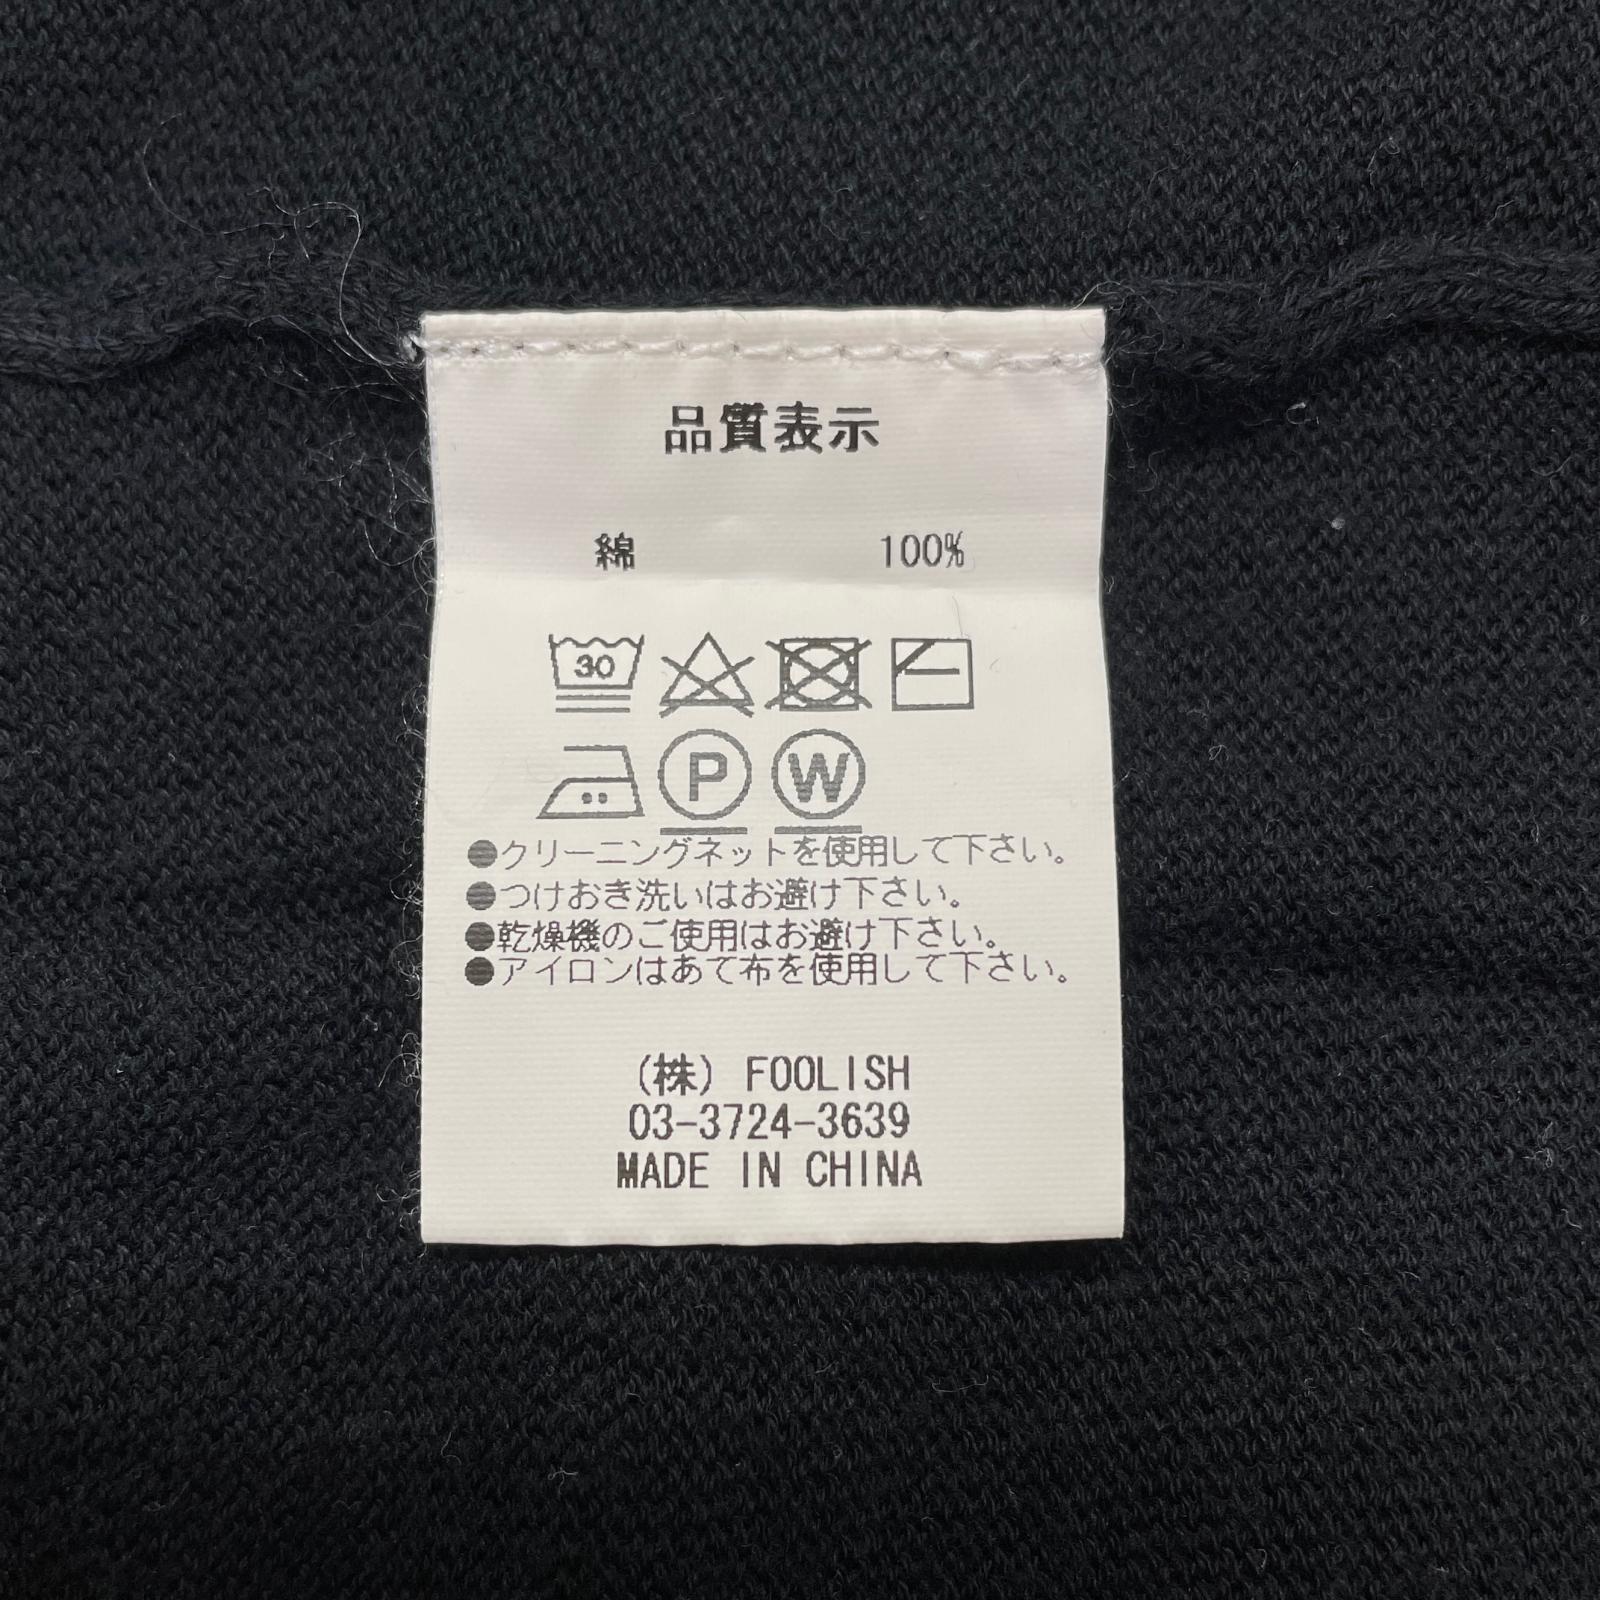 品質表示
綿 100%
30
P W
●クリーニングネットを使用して下さい。
●つけおき洗いはお避け下さい。
●乾燥機のご使用はお避け下さい。
●アイロンはあて布を使用して下さい。
(株) FOOLISH
03-3724-3639
MADE IN CHINA